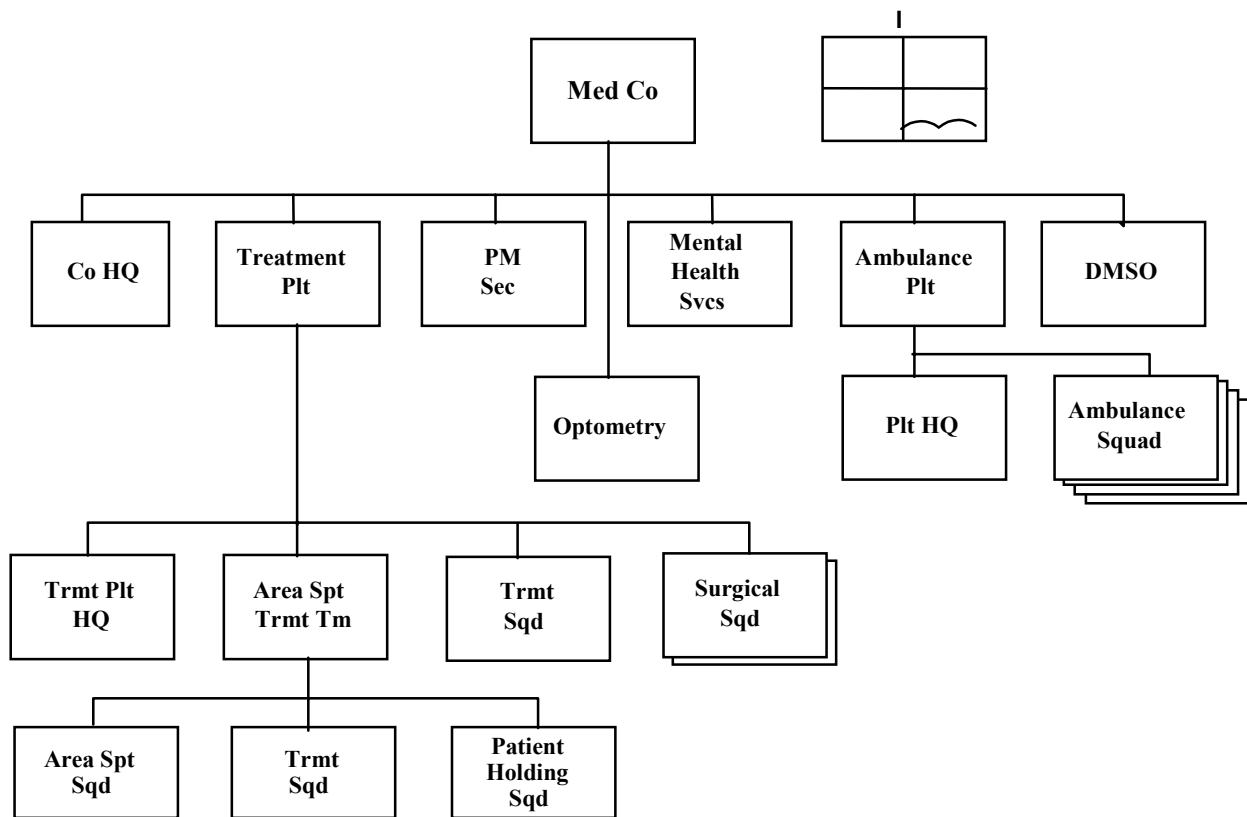 I
Med Co
Co HQ
Treatment
Plt
PM
Sec
Mental
Health
Svcs
Ambulance
Plt
DMSO
Optometry
Plt HQ
Ambulance
Squad
Trmt Plt
HQ
Area Spt
Trmt Tm
Trmt
Sqd
Surgical
Sqd
Area Spt
Sqd
Trmt
Sqd
Patient
Holding
Sqd